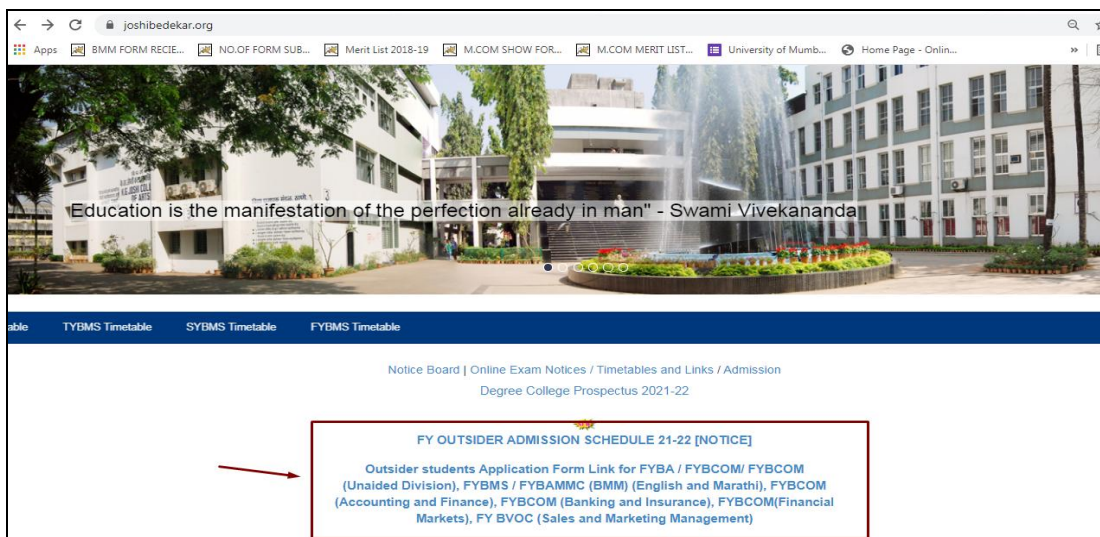 joshibedekar.org
Apps BMM FORM RECIE... NO.OF FORM SUB... Merit List 2018-19 M.COM SHOW FOR... M.COM MERIT LIST... University of Mumb... Home Page - Onlin... »
Education is the manifestation of the perfection already in man" - Swami Vivekananda
able TYBMS Timetable SYBMS Timetable FYBMS Timetable
Notice Board | Online Exam Notices / Timetables and Links / Admission
Degree College Prospectus 2021-22
FY OUTSIDER ADMISSION SCHEDULE 21-22 [NOTICE]
Outsider students Application Form Link for FYBA / FYBCOM/ FYBCOM
(Unaided Division), FYBMS / FYBAMMC (BMM) (English and Marathi), FYBCOM
(Accounting and Finance), FYBCOM (Banking and Insurance), FYBCOM(Financial
Markets), FY BVOC (Sales and Marketing Management)